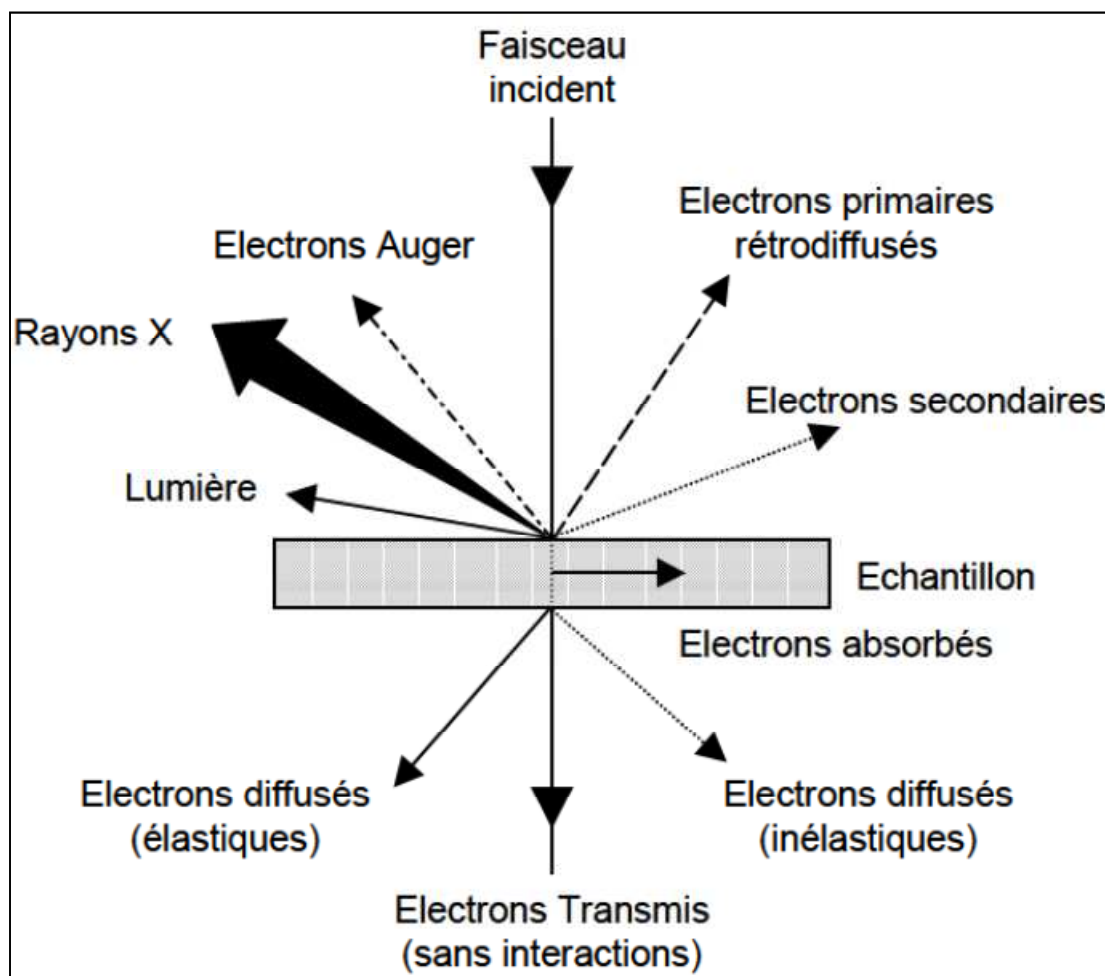 Faisceau
incident
Electrons primaires
rétrodiffusés
Electrons Auger
Rayons X
Electrons secondaires
Lumière
Echantillon
Electrons absorbés
Electrons diffusés
(élastiques)
Electrons diffusés
(inélastiques)
Electrons Transmis
(sans interactions)